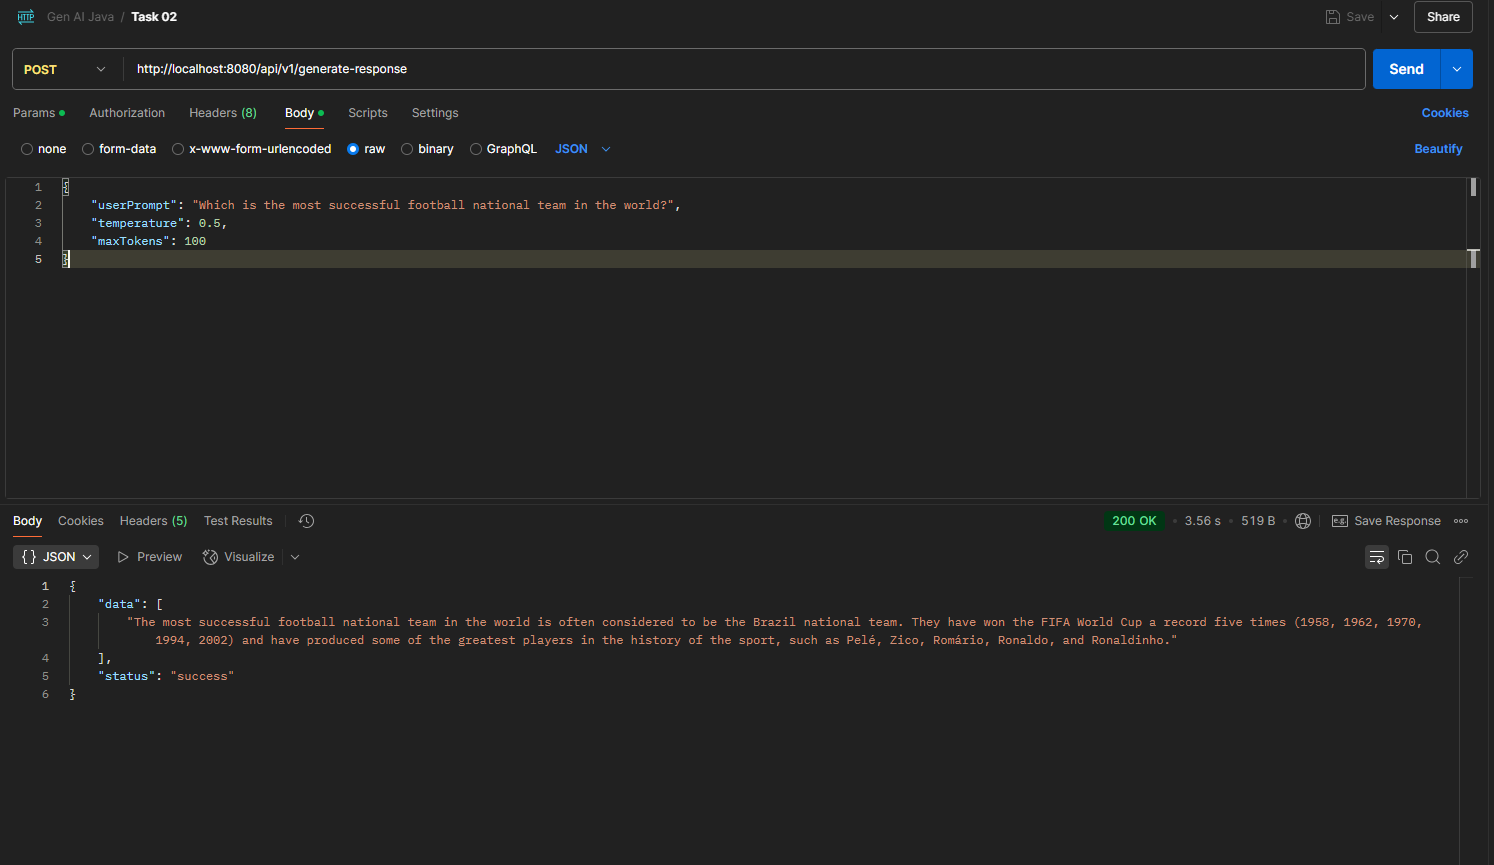 HTTP Gen AI Java / Task 02 Save Share
POST http://localhost:8080/api/v1/generate-response Send
Params Authorization Headers (8) Body Scripts Settings Cookies
none form-data x-www-form-urlencoded raw binary GraphQL JSON Beautify
1 {
2 "userPrompt": "Which is the most successful football national team in the world?",
3 "temperature": 0.5,
4 "maxTokens": 100
5 }
Body Cookies Headers (5) Test Results 200 OK • 3.56 s • 519 B • e.g. Save Response
{} JSON Preview Visualize
1 {
2 "data": [
3 "The most successful football national team in the world is often considered to be the Brazil national team. They have won the FIFA World Cup a record five times (1958, 1962, 1970,
1994, 2002) and have produced some of the greatest players in the history of the sport, such as Pelé, Zico, Romário, Ronaldo, and Ronaldinho."
4 ],
5 "status": "success"
6 }